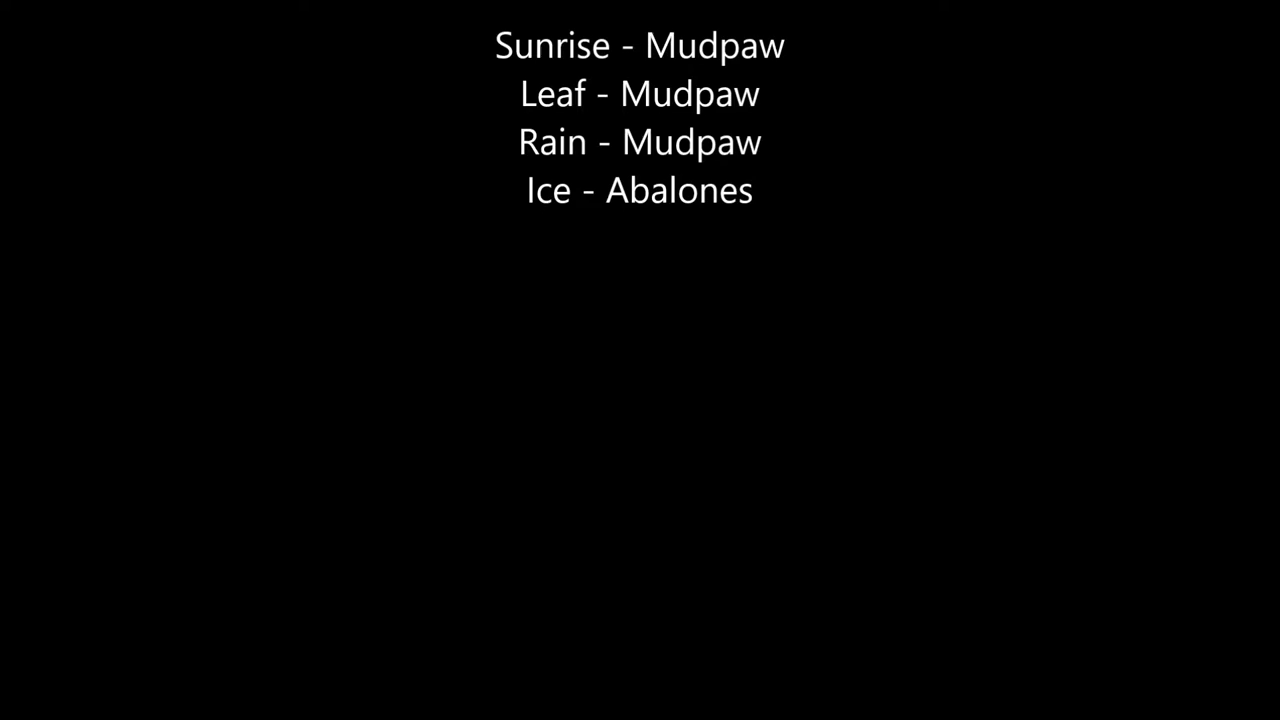 Sunrise - Mudpaw
Leaf - Mudpaw
Rain - Mudpaw
Ice - Abalones